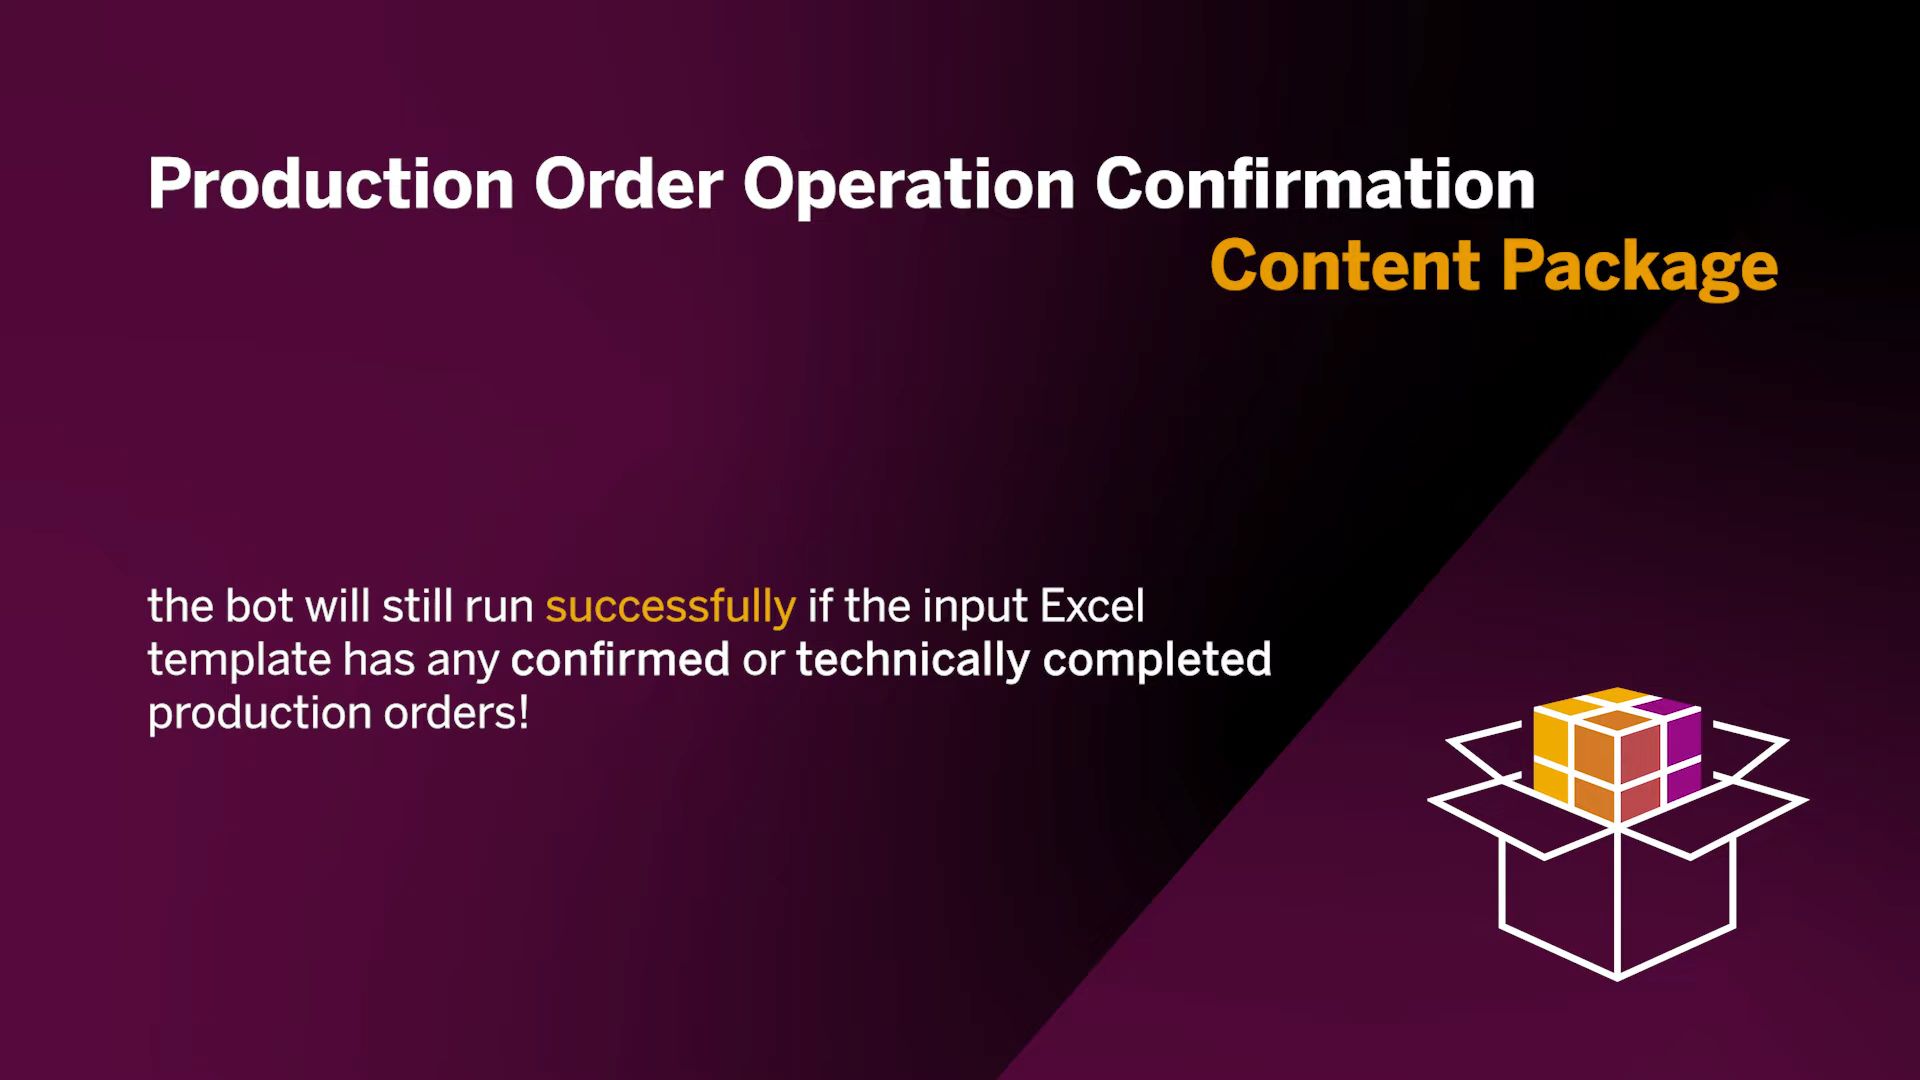 Production Order Operation Confirmation
Content Package
the bot will still run successfully if the input Excel
template has any confirmed or technically completed
production orders!